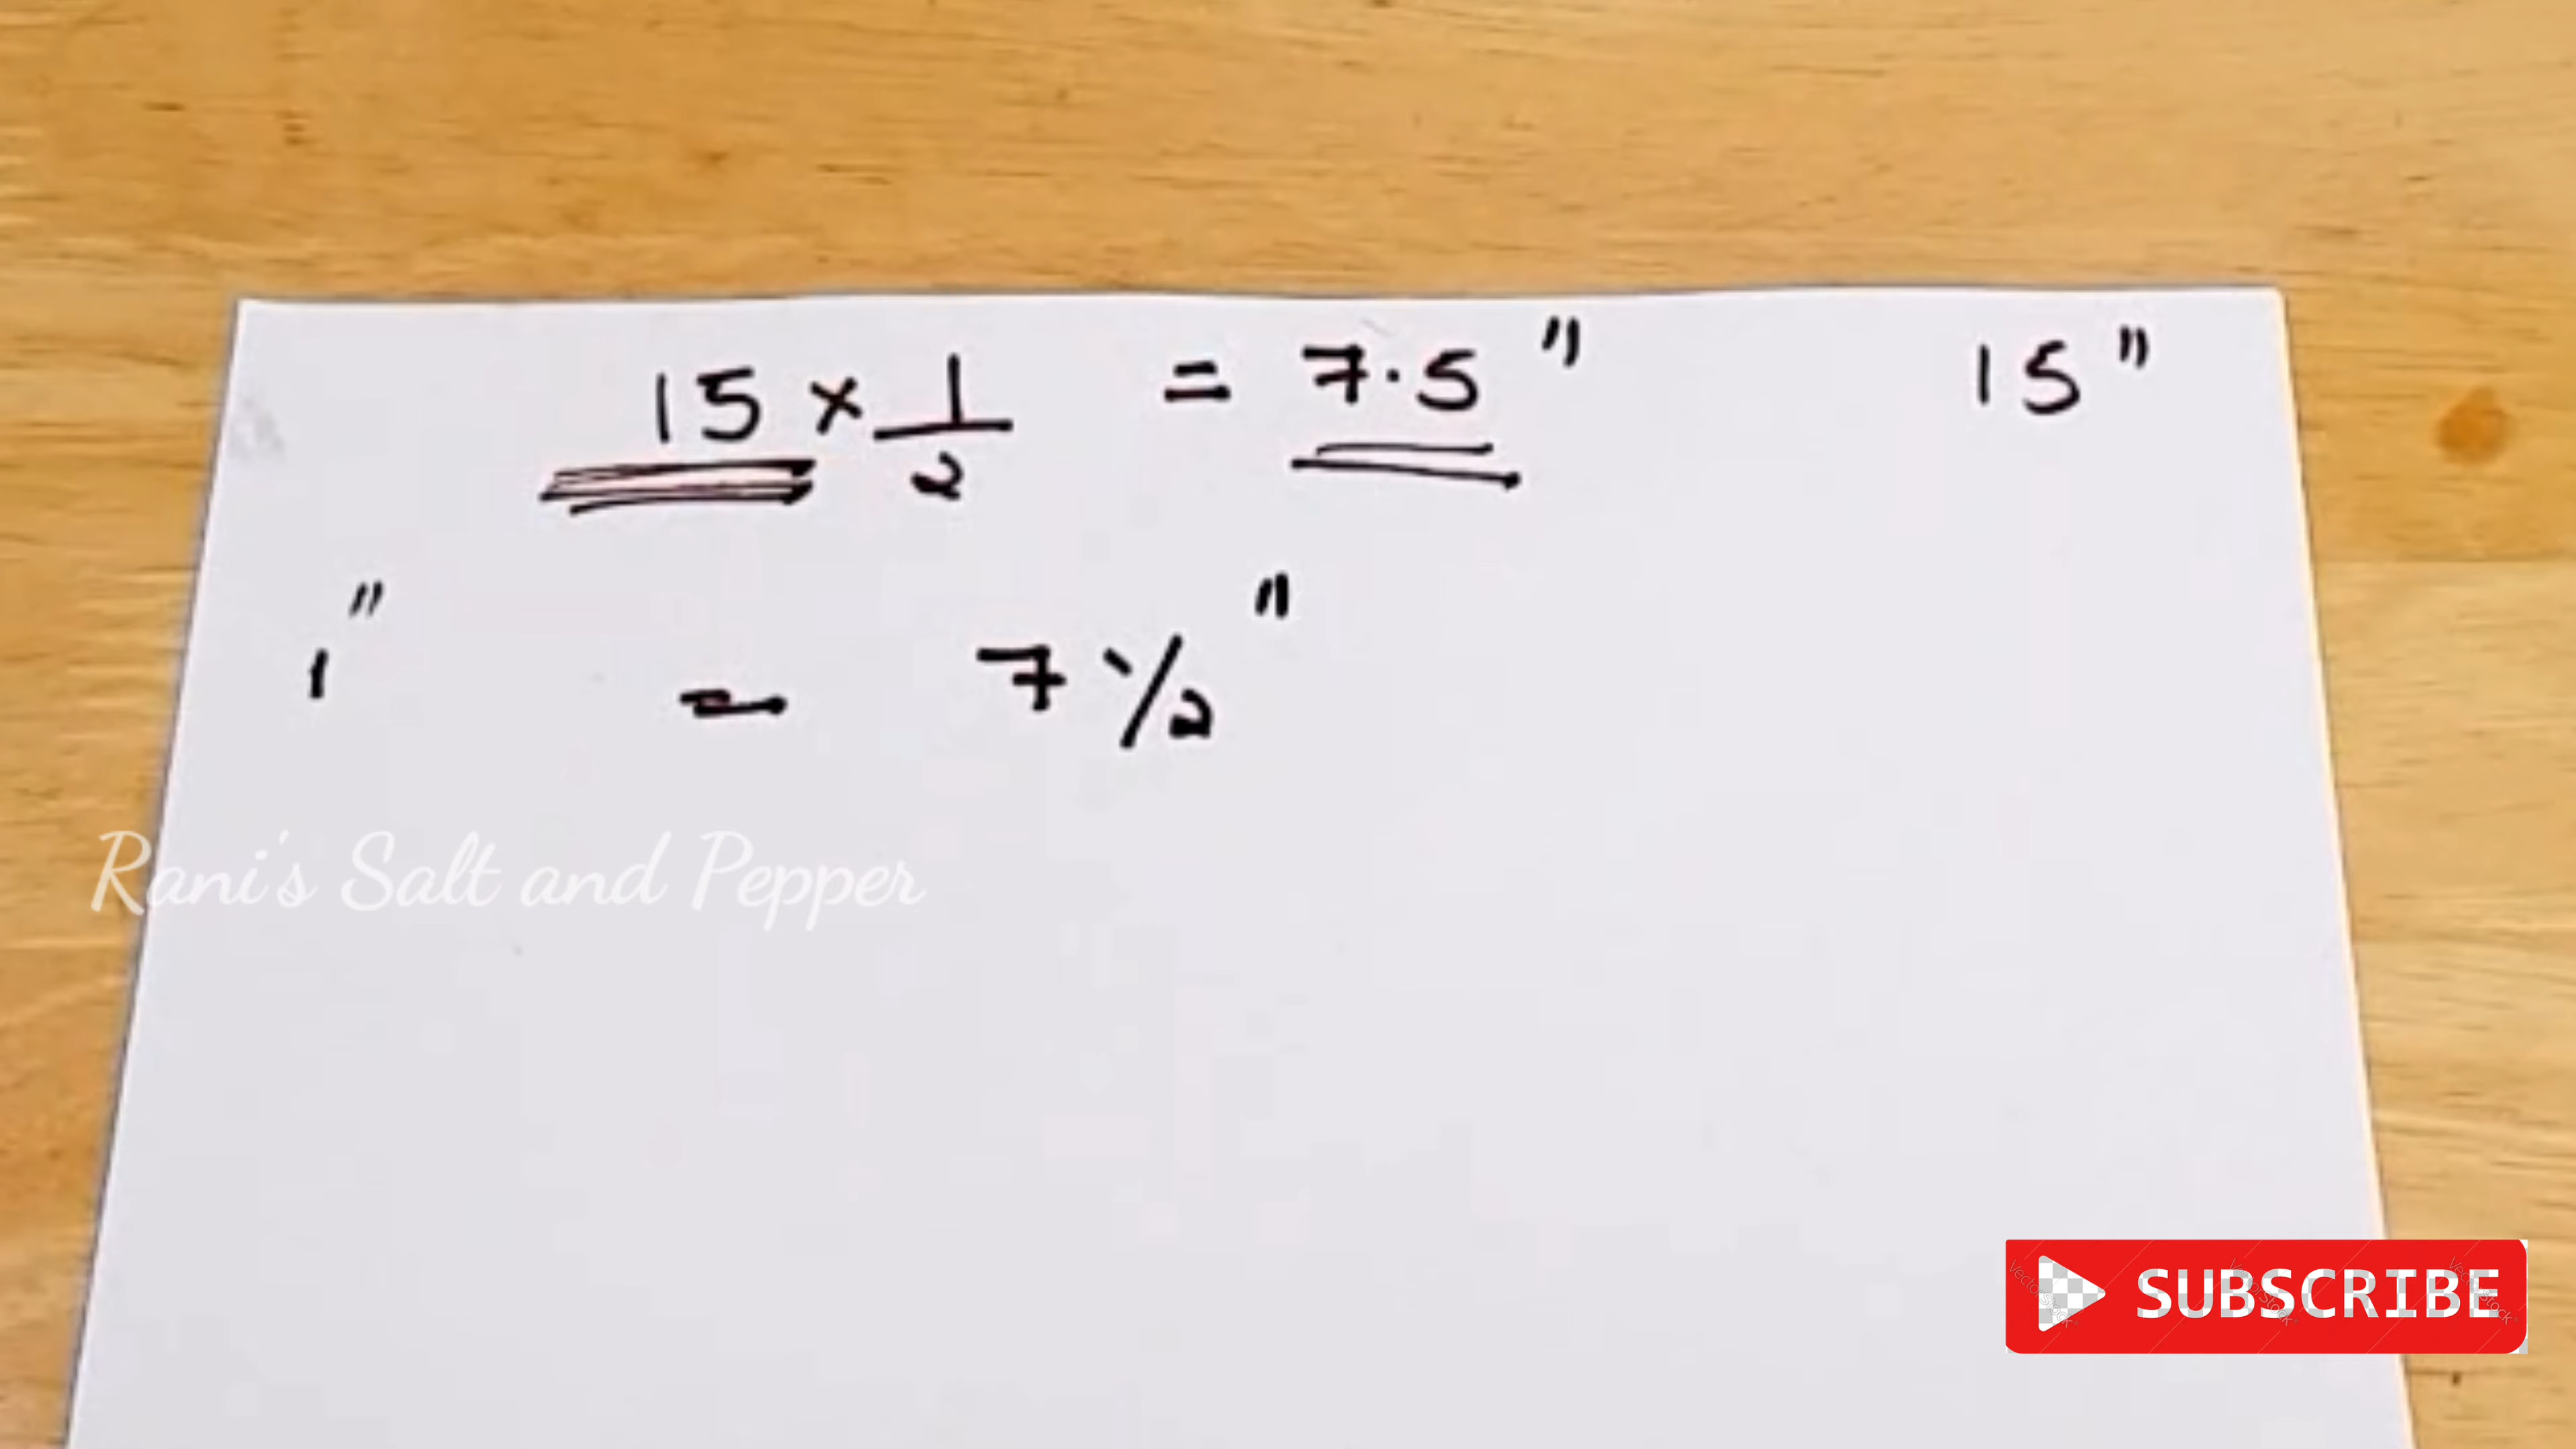 15 × 1/2 = 7.5" 15"
1" = 7 1/2"
Rani's Salt and Pepper
SUBSCRIBE